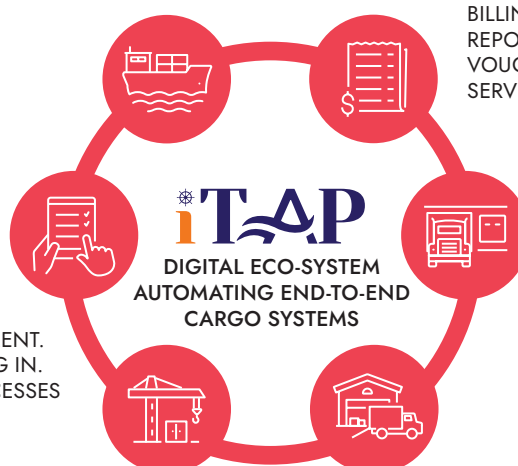 BILLIN
REPO
VOUC
SERV
iTAP
DIGITAL ECO-SYSTEM
AUTOMATING END-TO-END
CARGO SYSTEMS
ENT.
G IN.
ESSES
$